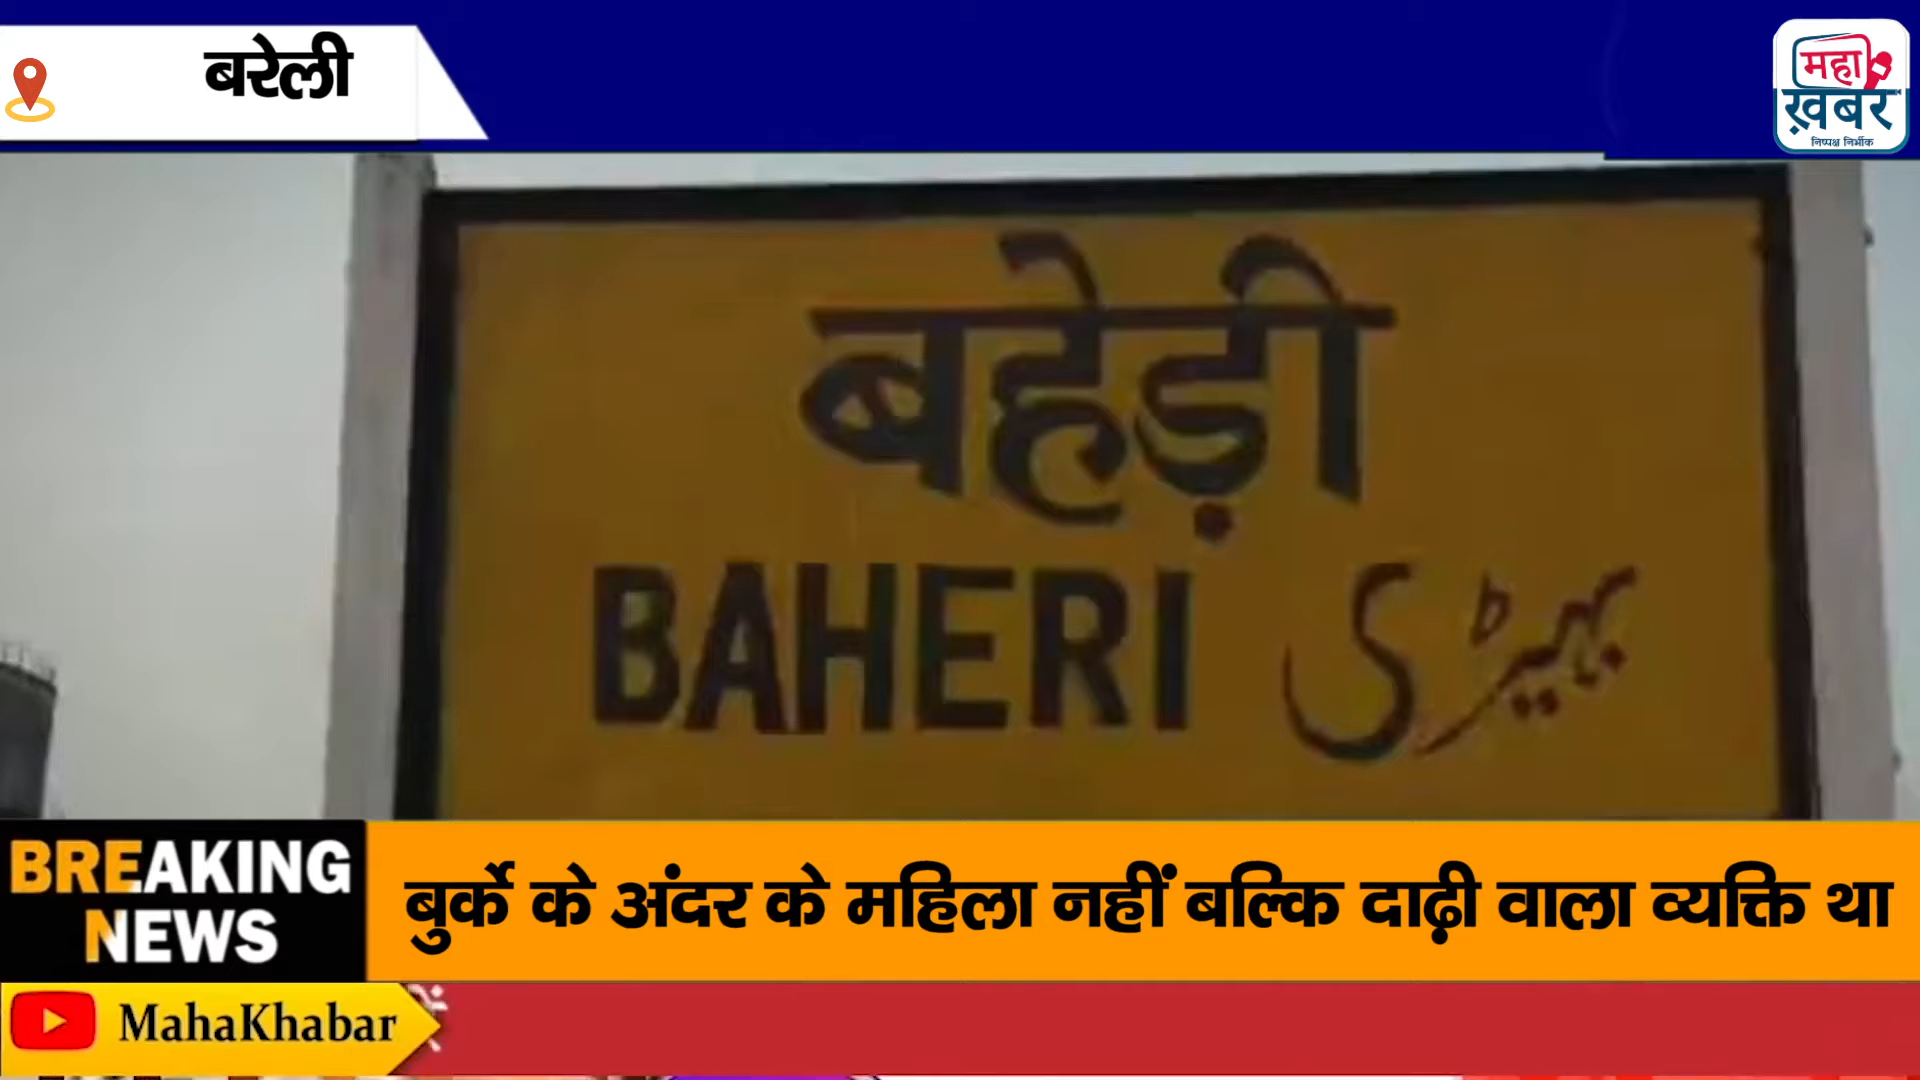 बरेली
महा
ख़बर
निष्पक्ष निर्भीक
बहेड़ी
BAHERI بہیڑی
BREAKING
NEWS
बुर्के के अंदर के महिला नहीं बल्कि दाढ़ी वाला व्यक्ति था
MahaKhabar